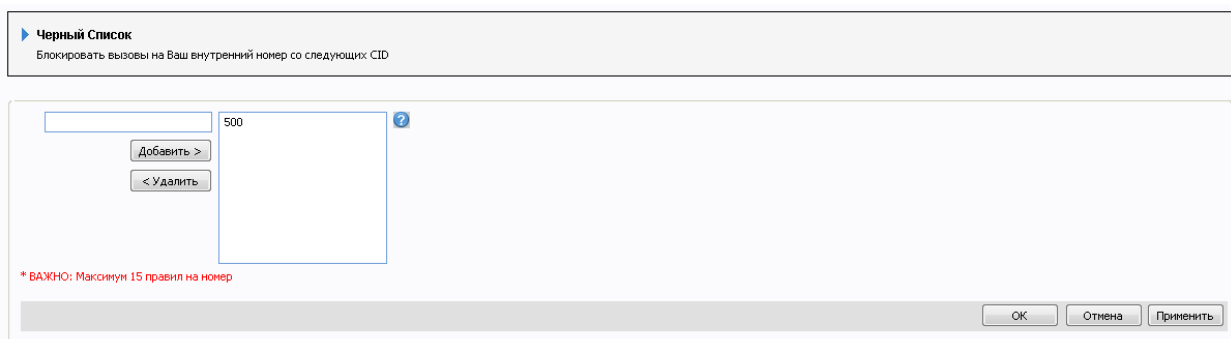 Черный Список
Блокировать вызовы на Ваш внутренний номер со следующих CID
500
?
Добавить >
< Удалить
* ВАЖНО: Максимум 15 правил на номер
OK Отмена Применить